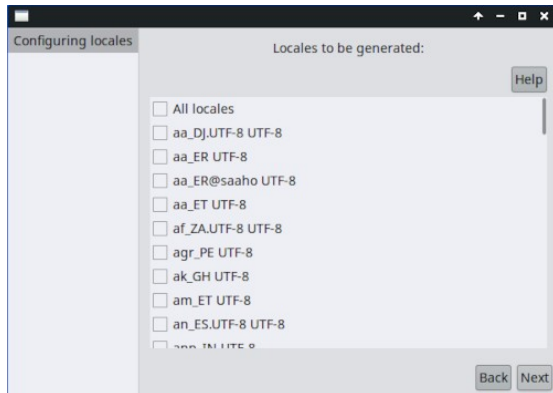 Configuring locales
Locales to be generated:
Help
All locales
aa_DJ.UTF-8 UTF-8
aa_ER UTF-8
aa_ER@saaho UTF-8
aa_ET UTF-8
af_ZA.UTF-8 UTF-8
agr_PE UTF-8
ak_GH UTF-8
am_ET UTF-8
an_ES.UTF-8 UTF-8
Back Next